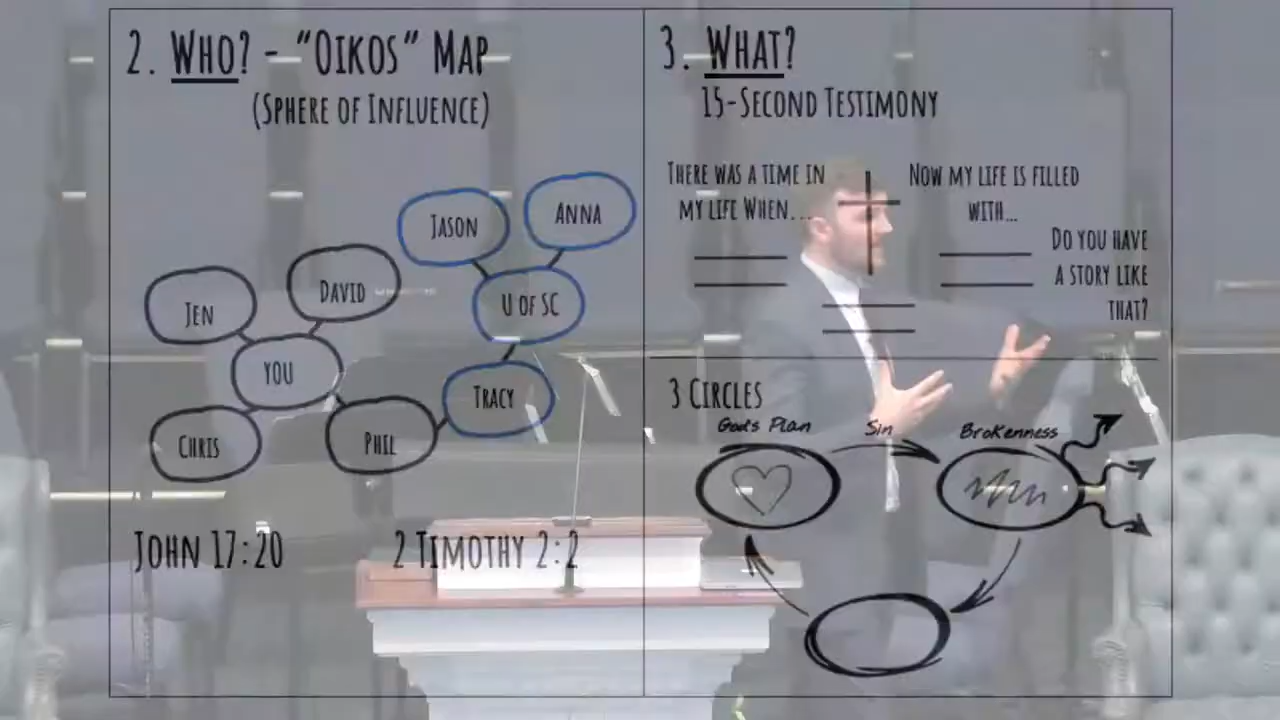 2. WHO? - "OIKOS" MAP
(SPHERE OF INFLUENCE)
JASON
ANNA
JEN
DAVID
U OF SC
YOU
TRACY
CHRIS
PHIL
JOHN 17:20
2 TIMOTHY 2:2
3. WHAT?
15-SECOND TESTIMONY
THERE WAS A TIME IN
MY LIFE WHEN...
NOW MY LIFE IS FILLED
WITH...
DO YOU HAVE
A STORY LIKE
THAT?
3 CIRCLES
God's Plan
Sin
Brokenness